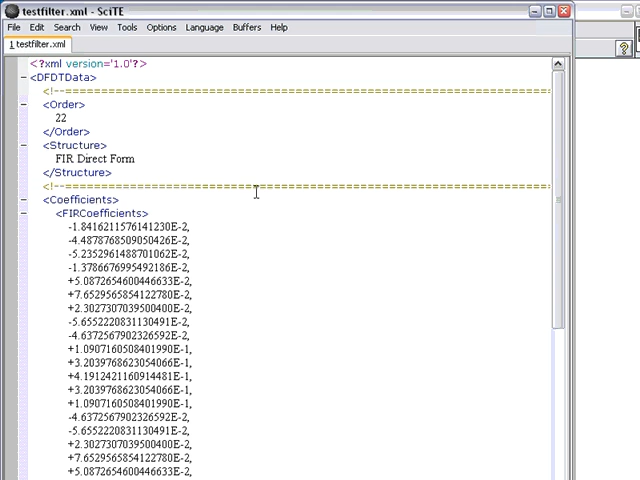 testfilter.xml - SciTE
File Edit Search View Tools Options Language Buffers Help
1 testfilter.xml
<?xml version='1.0'?>
<DFDTData>
<!--=====================================================================
<Order>
22
</Order>
<Structure>
FIR Direct Form
</Structure>
<!--=====================================================================
<Coefficients>
<FIRCoefficients>
-1.8416211576141230E-2,
-4.4878768509050426E-2,
-5.2352961488701062E-2,
-1.3786676995492186E-2,
+5.0872654600446633E-2,
+7.6529565854122780E-2,
+2.3027307039500400E-2,
-5.6552220831130491E-2,
-4.6372567902326592E-2,
+1.0907160508401990E-1,
+3.2039768623054066E-1,
+4.1912421160914481E-1,
+3.2039768623054066E-1,
+1.0907160508401990E-1,
-4.6372567902326592E-2,
-5.6552220831130491E-2,
+2.3027307039500400E-2,
+7.6529565854122780E-2,
+5.0872654600446633E-2,